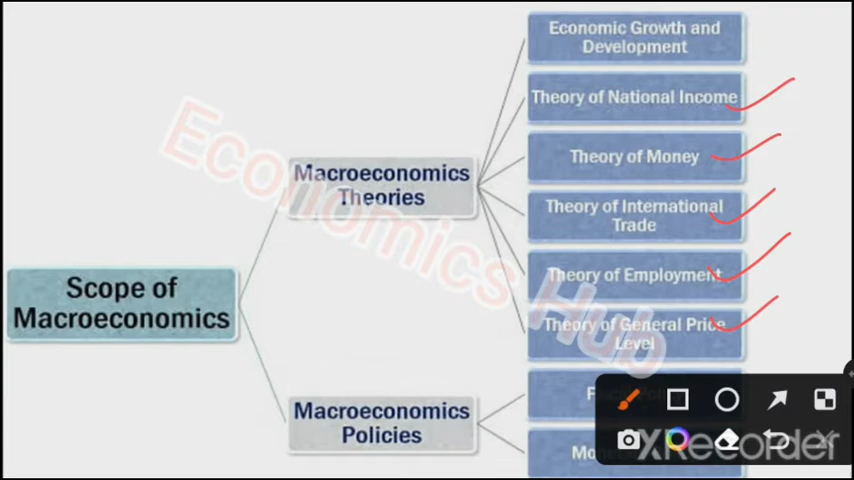 Economic Growth and
Development
Theory of National Income
Theory of Money
Macroeconomics
Theories
Theory of International
Trade
Theory of Employment
Scope of
Macroeconomics
Theory of General Price
Level
Macroeconomics
Policies
Economics Hub
XRecorder